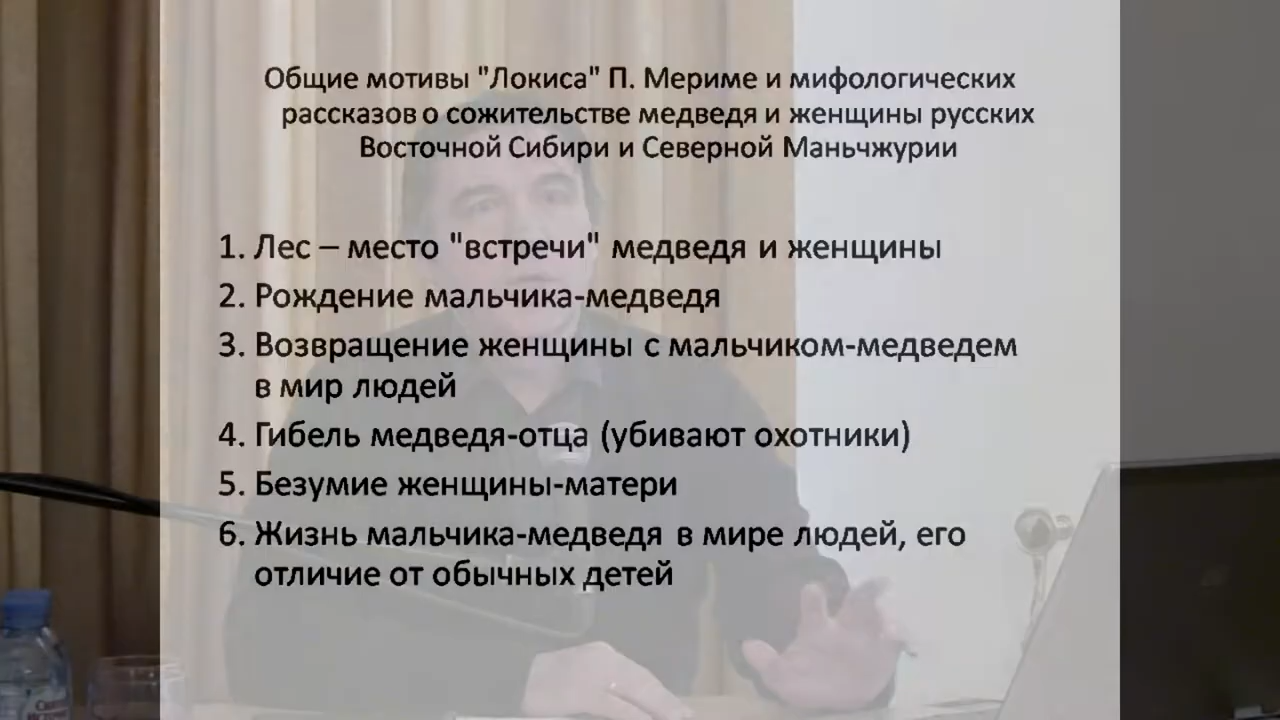 Общие мотивы "Локиса" П. Мериме и мифологических
рассказов о сожительстве медведя и женщины русских
Восточной Сибири и Северной Маньчжурии
1. Лес – место "встречи" медведя и женщины
2. Рождение мальчика-медведя
3. Возвращение женщины с мальчиком-медведем
в мир людей
4. Гибель медведя-отца (убивают охотники)
5. Безумие женщины-матери
6. Жизнь мальчика-медведя в мире людей, его
отличие от обычных детей